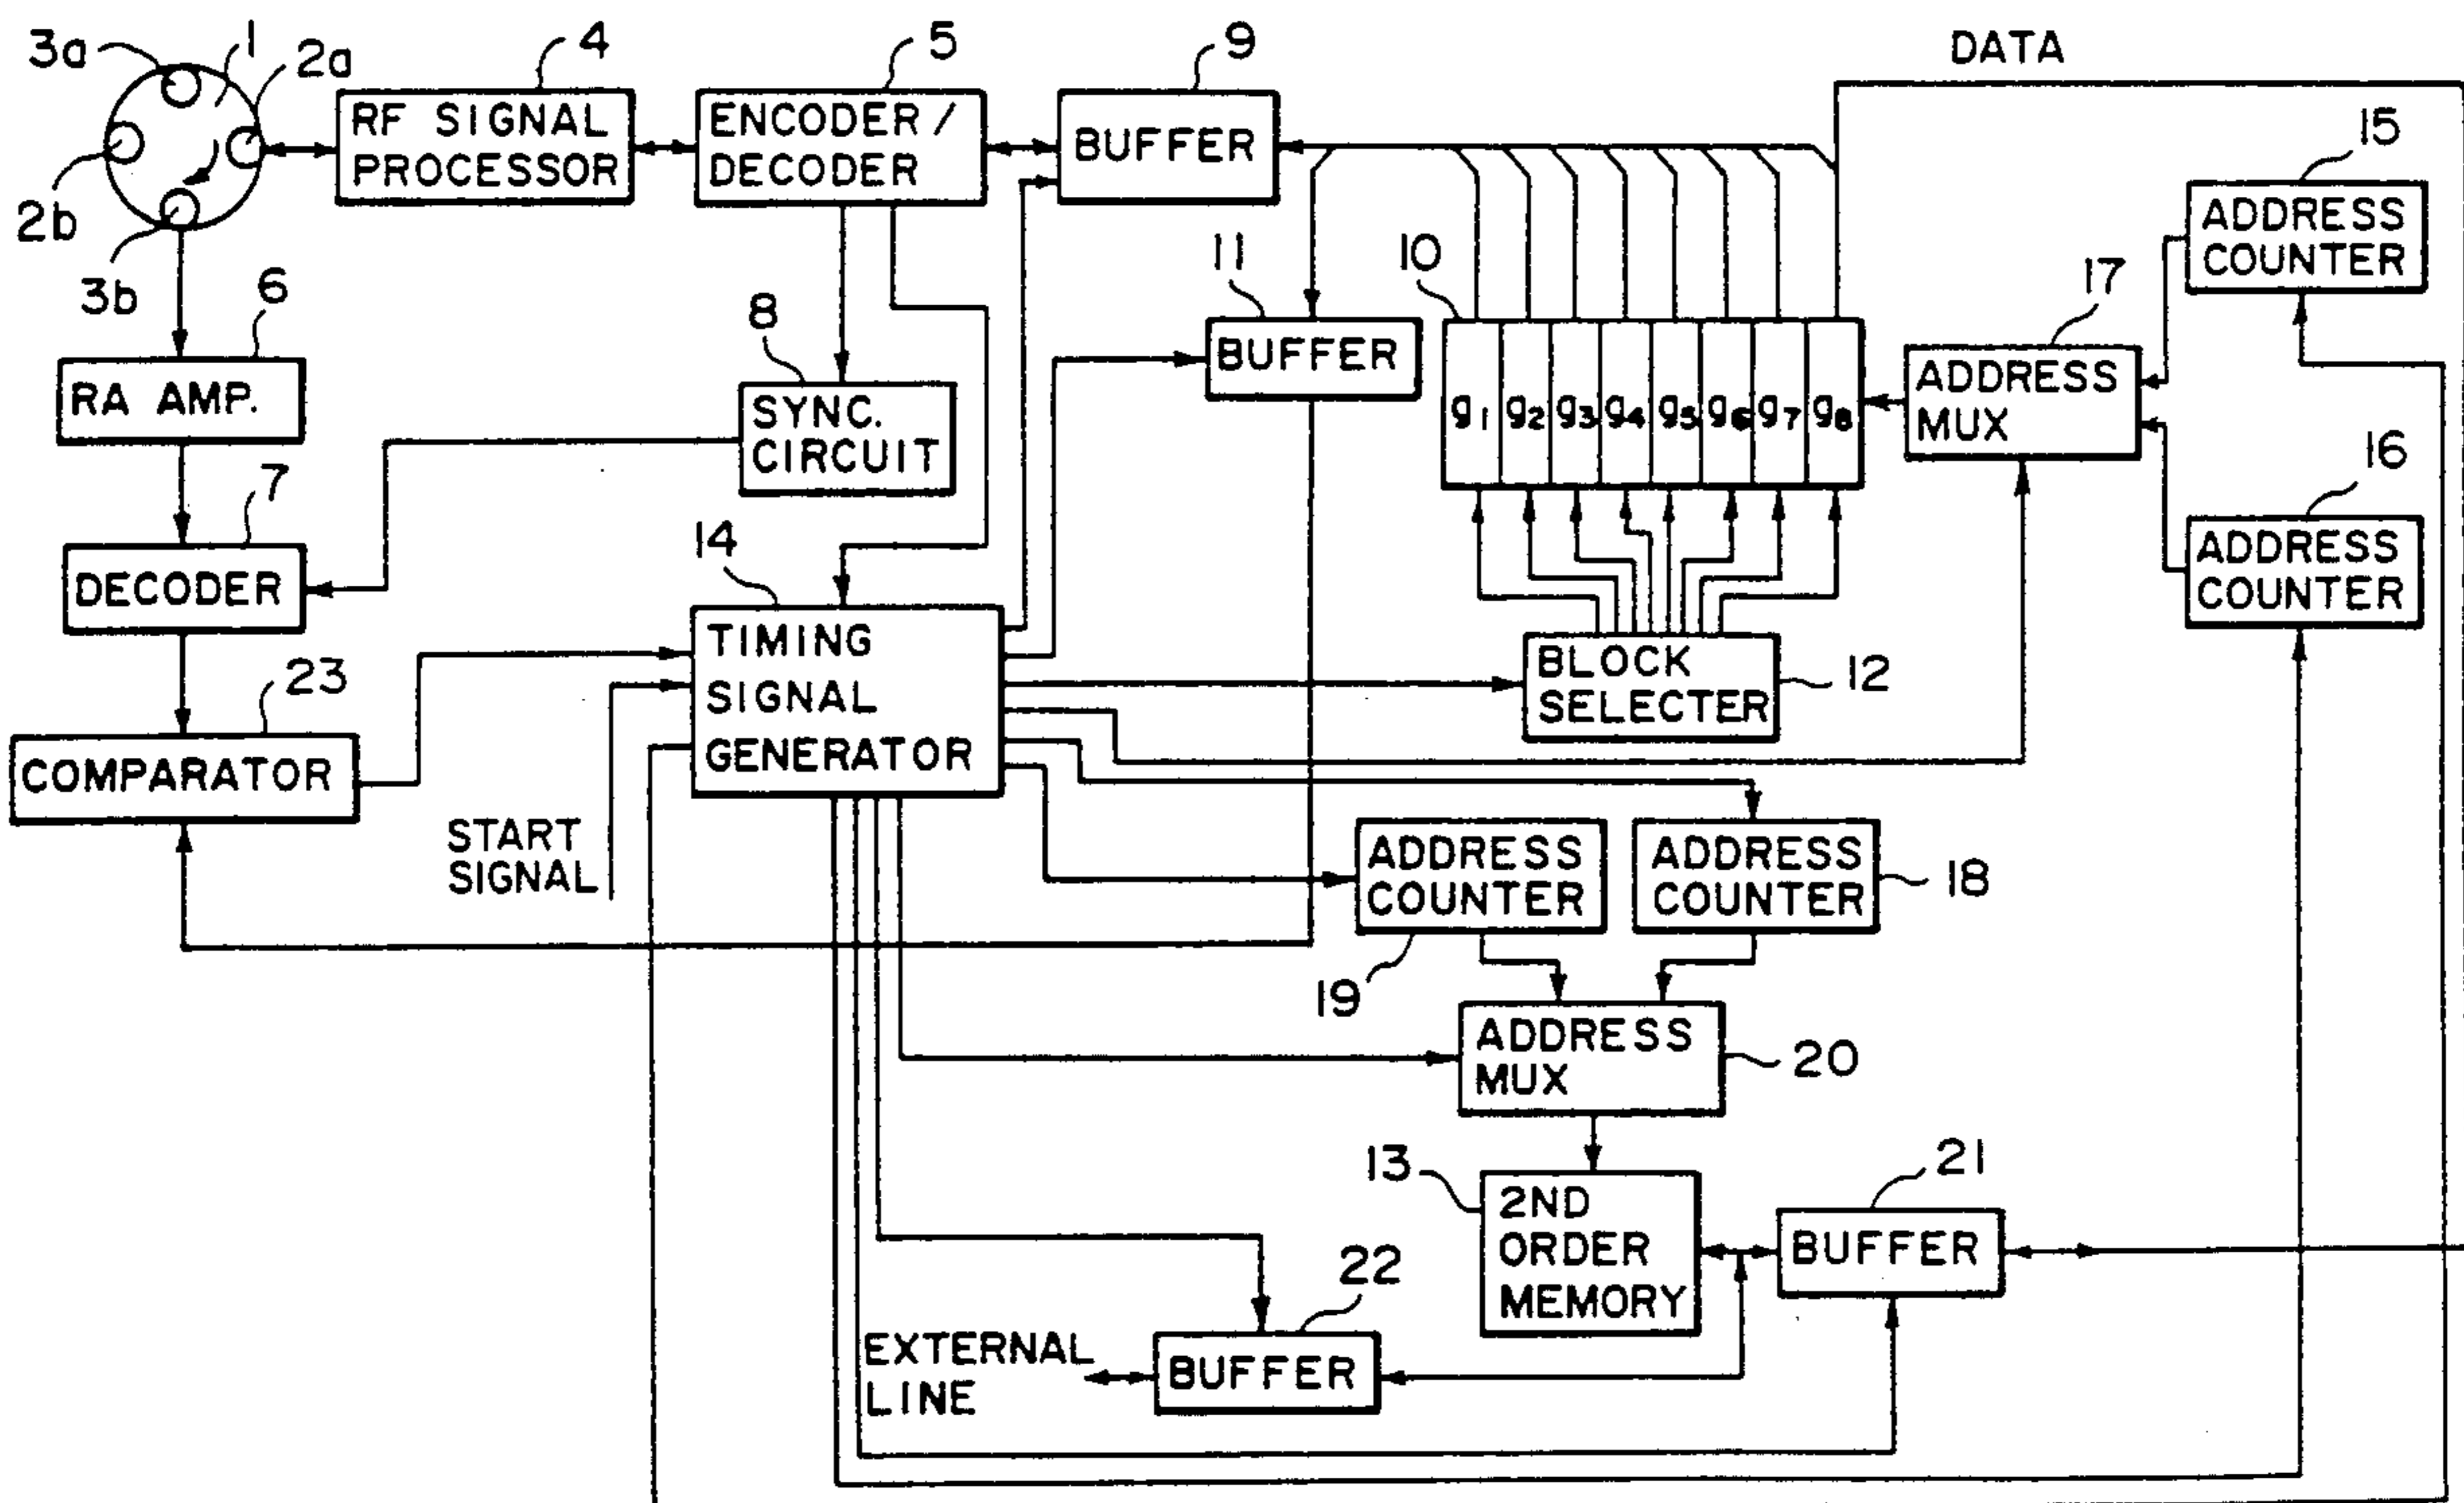 3a
1
2a
2b
3b
4
RF SIGNAL
PROCESSOR
5
ENCODER /
DECODER
9
BUFFER
DATA
15
ADDRESS
COUNTER
6
RA AMP.
8
SYNC.
CIRCUIT
11
BUFFER
10
g1 g2 g3 g4 g5 g6 g7 g8
17
ADDRESS
MUX
16
ADDRESS
COUNTER
7
DECODER
14
TIMING
SIGNAL
GENERATOR
BLOCK
SELECTER
12
23
COMPARATOR
START
SIGNAL
ADDRESS
COUNTER
19
ADDRESS
COUNTER
18
ADDRESS
MUX
20
13
2ND
ORDER
MEMORY
21
BUFFER
22
BUFFER
EXTERNAL
LINE